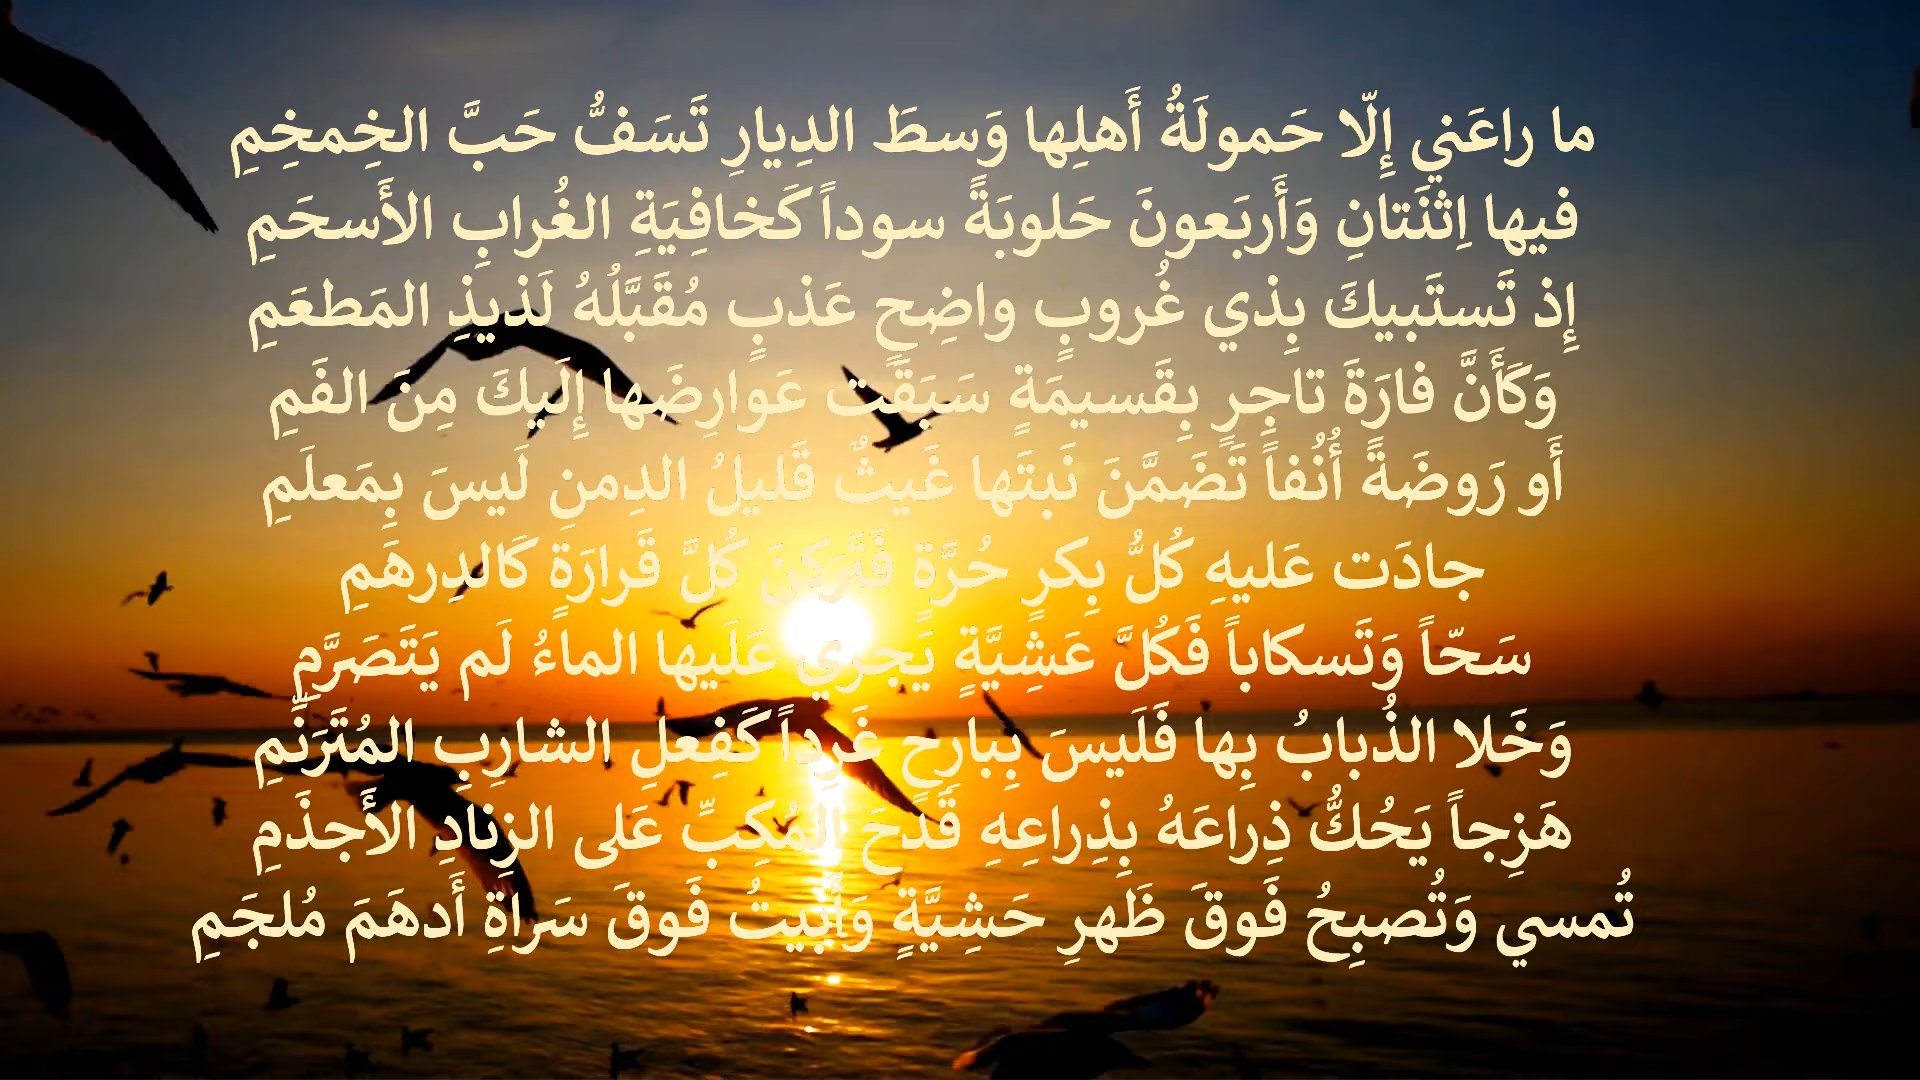 ما راعَني إِلّا حَمولَةُ أَهلِها وَسطَ الدِيارِ تَسَفُّ حَبَّ الخِمخِمِ
فيها اِثنَتانِ وَأَربَعونَ حَلوبَةً سوداً كَخافِيَةِ الغُرابِ الأَسحَمِ
إِذ تَستَبيكَ بِذي غُروبٍ واضِحٍ عَذبٍ مُقَبَّلُهُ لَذيذِ المَطعَمِ
وَكَأَنَّ فارَةَ تاجِرٍ بِقَسيمَةٍ سَبَقَت عَوارِضَها إِلَيكَ مِنَ الفَمِ
أَو رَوضَةً أُنُفاً تَضَمَّنَ نَبتَها غَيثٌ قَليلُ الدِمنِ لَيسَ بِمَعلَمِ
جادَت عَليهِ كُلُّ بِكرٍ حُرَّةٍ فَتَرَكنَ كُلَّ قَرارَةٍ كَالدِرهَمِ
سَحّاً وَتَسكاباً فَكُلَّ عَشِيَّةٍ يَجري عَلَيها الماءُ لَم يَتَصَرَّمِ
وَخَلا الذُبابُ بِها فَلَيسَ بِبارِحٍ غَرِداً كَفِعلِ الشارِبِ المُتَرَنِّمِ
هَزِجاً يَحُكُّ ذِراعَهُ بِذِراعِهِ قَدحَ المُكِبِّ عَلى الزِنادِ الأَجذَمِ
تُمسي وَتُصبِحُ فَوقَ ظَهرِ حَشِيَّةٍ وَأَبيتُ فَوقَ سَراةِ أَدهَمَ مُلجَمِ